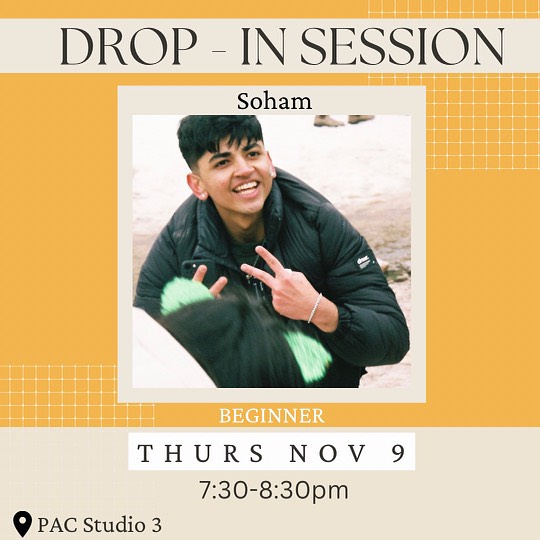 DROP - IN SESSION
Soham
BEGINNER
THURS NOV 9
7:30-8:30pm
PAC Studio 3